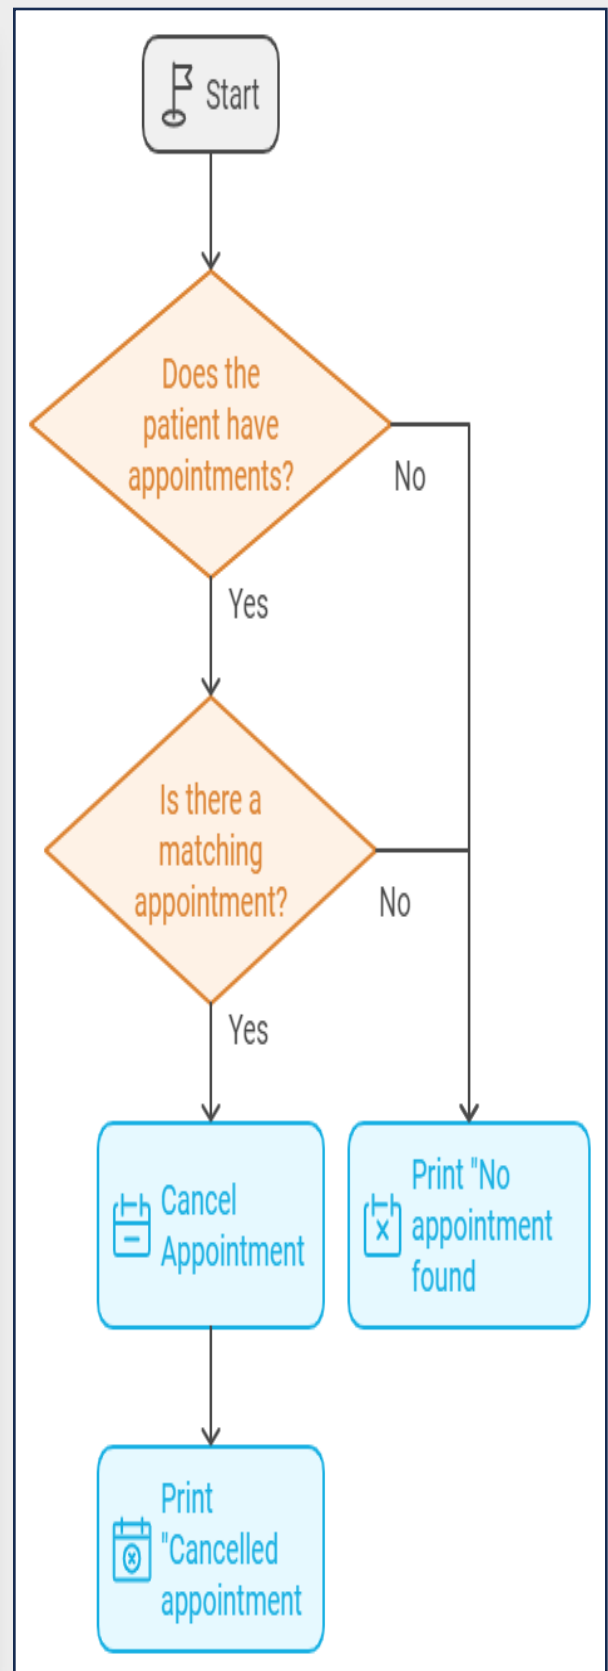 Start
Does the
patient have
appointments?
No
Yes
Is there a
matching
appointment?
No
Yes
Cancel
Appointment
Print "No
appointment
found
Print
"Cancelled
appointment